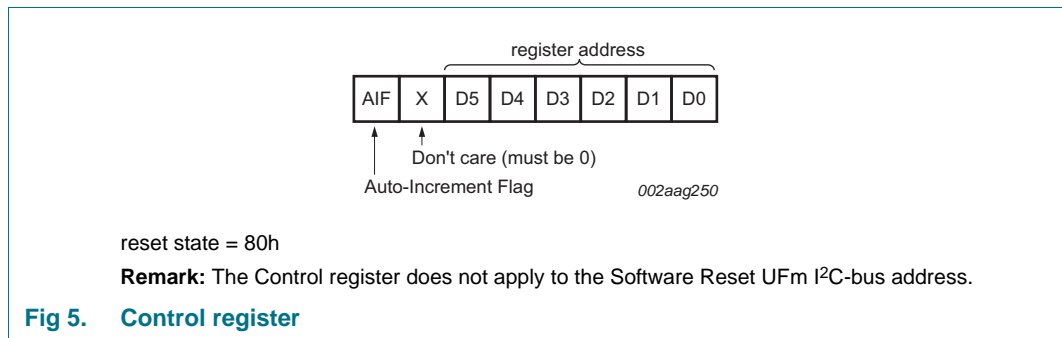 register address
AIF X D5 D4 D3 D2 D1 D0
Don't care (must be 0)
Auto-Increment Flag
002aag250
reset state = 80h
Remark: The Control register does not apply to the Software Reset UFm I²C-bus address.
Fig 5. Control register